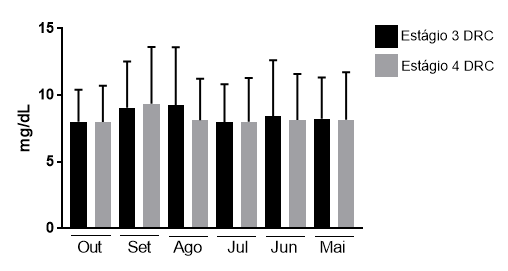 15
Estágio 3 DRC
Estágio 4 DRC
10
mg/dL
5
0
Out Set Ago Jul Jun Mai